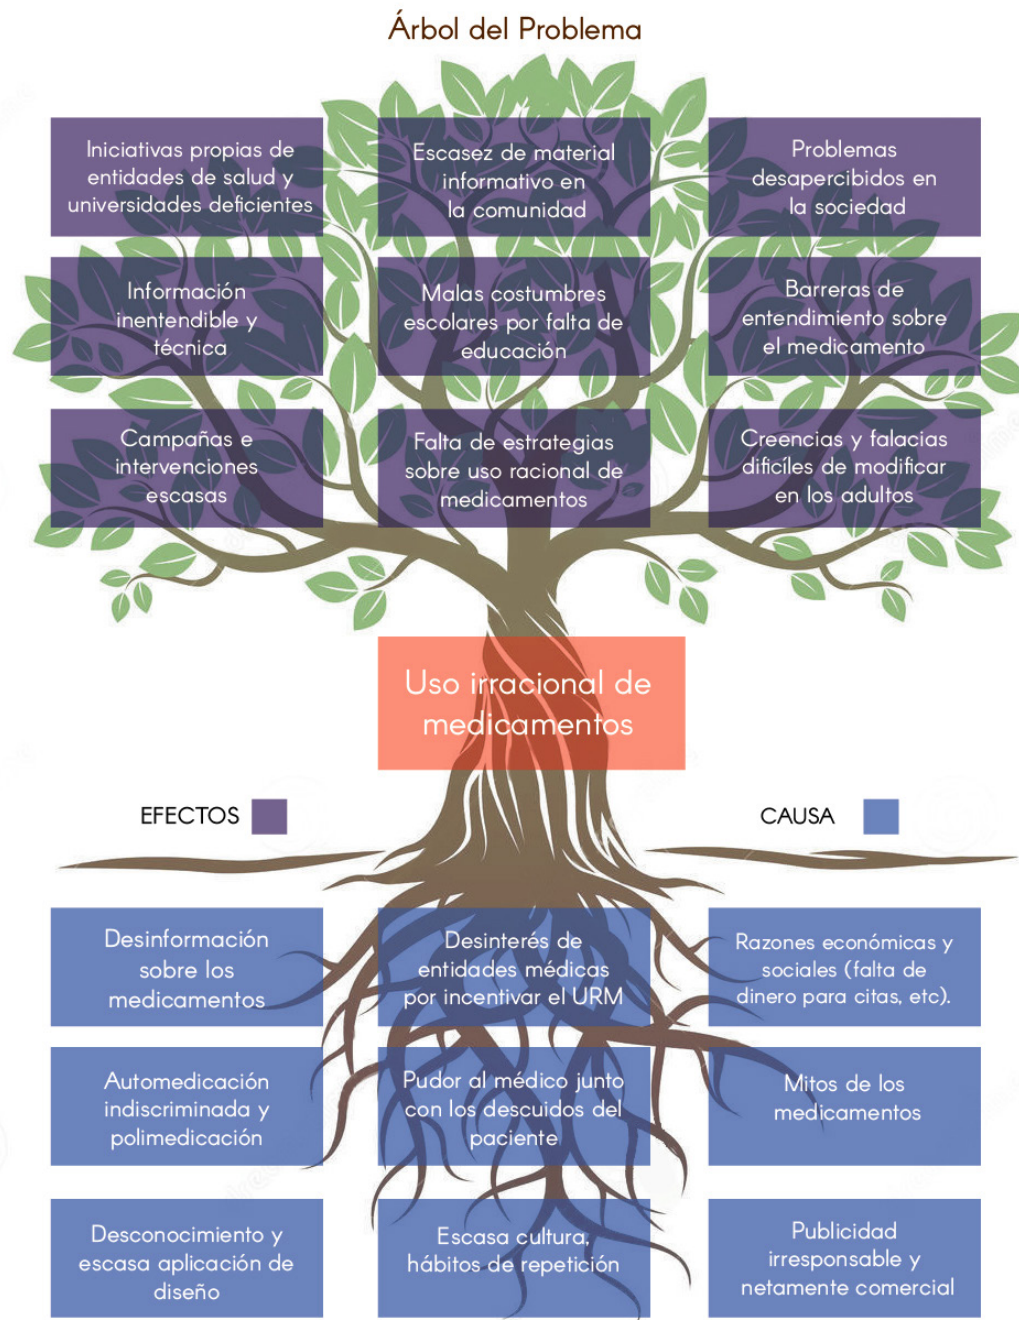 Árbol del Problema
Iniciativas propias de
entidades de salud y
universidades deficientes
Escasez de material
informativo en
la comunidad
Problemas
desapercibidos en
la sociedad
Información
inentendible y
técnica
Malas costumbres
escolares por falta de
educación
Barreras de
entendimiento sobre
el medicamento
Campañas e
intervenciones
escasas
Falta de estrategias
sobre uso racional de
medicamentos
Creencias y falacias
dificíles de modificar
en los adultos
Uso irracional de
medicamentos
EFECTOS
CAUSA
Desinformación
sobre los
medicamentos
Desinterés de
entidades médicas
por incentivar el URM
Razones económicas y
sociales (falta de
dinero para citas, etc).
Automedicación
indiscriminada y
polimedicación
Pudor al médico junto
con los descuidos del
paciente
Mitos de los
medicamentos
Desconocimiento y
escasa aplicación de
diseño
Escasa cultura,
hábitos de repetición
Publicidad
irresponsable y
netamente comercial